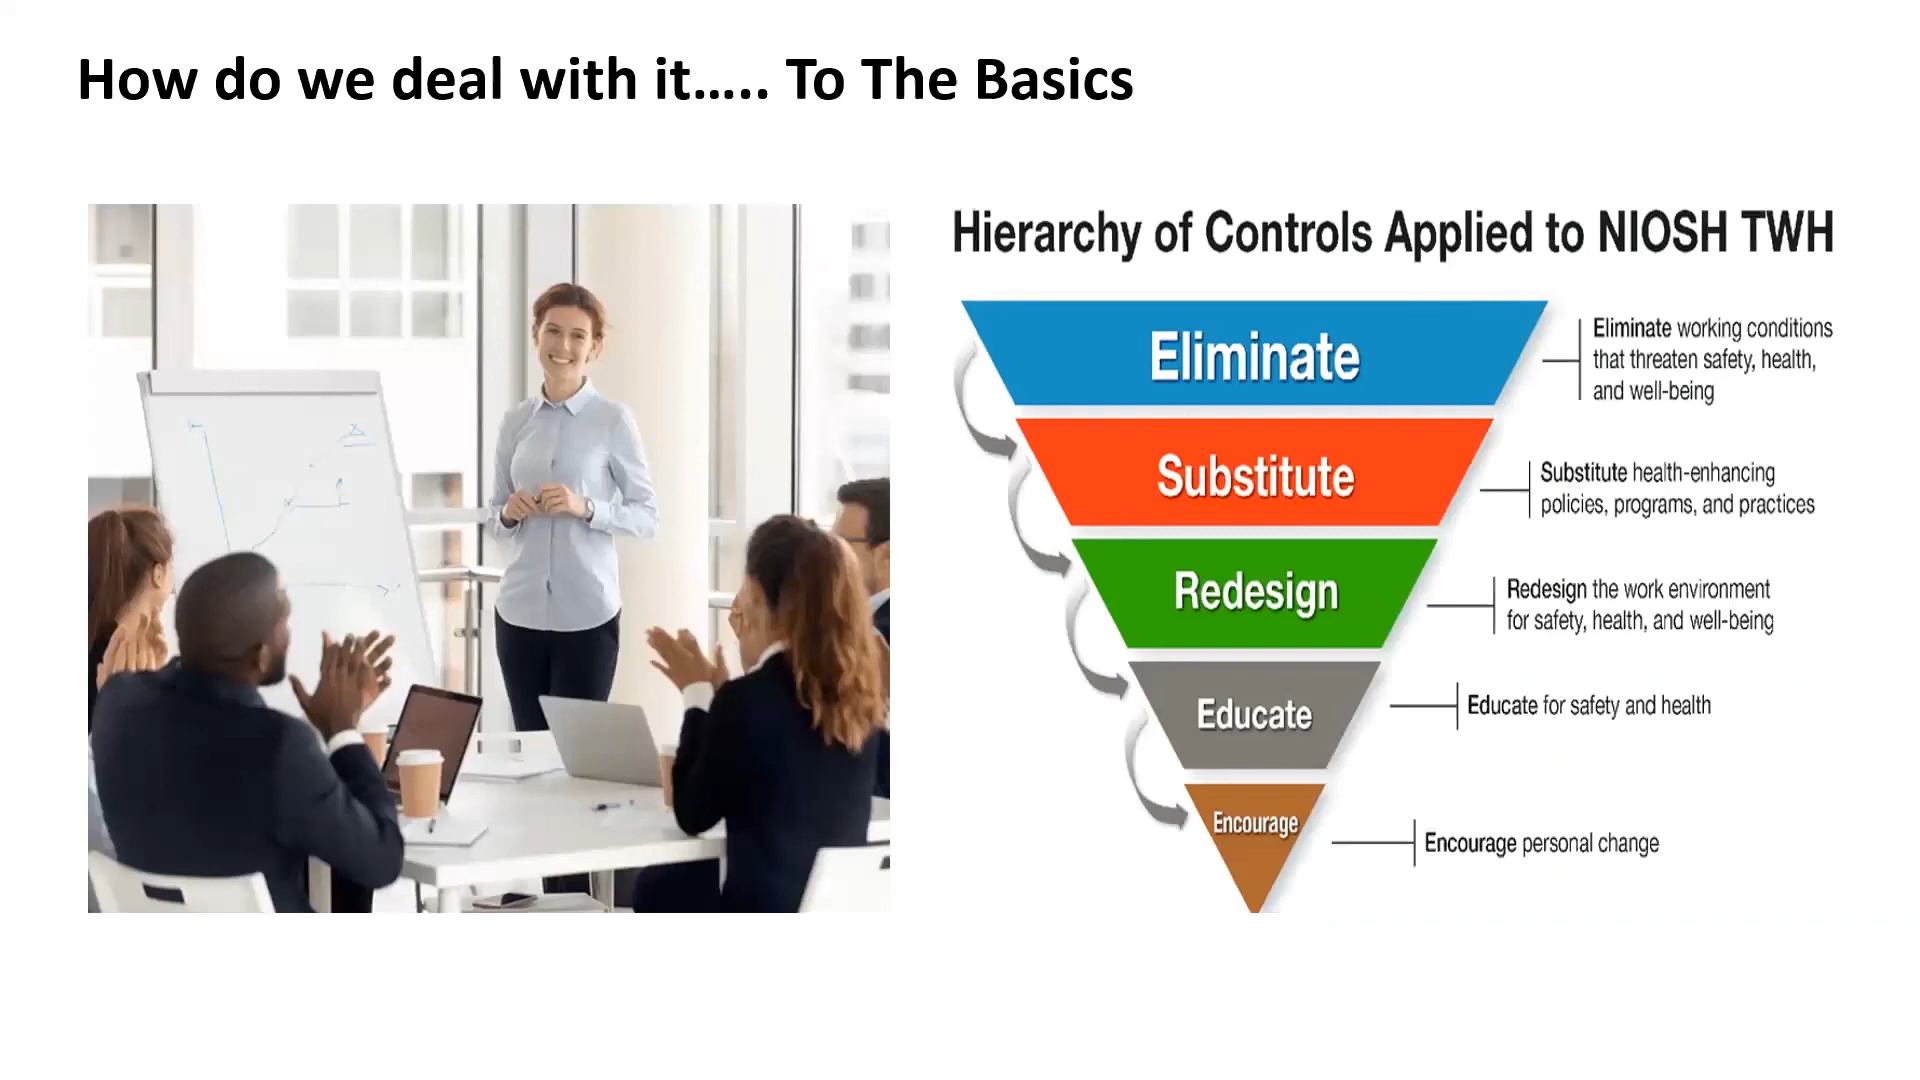 How do we deal with it..... To The Basics
Hierarchy of Controls Applied to NIOSH TWH
Eliminate
Eliminate working conditions
that threaten safety, health,
and well-being
Substitute
Substitute health-enhancing
policies, programs, and practices
Redesign
Redesign the work environment
for safety, health, and well-being
Educate
Educate for safety and health
Encourage
Encourage personal change